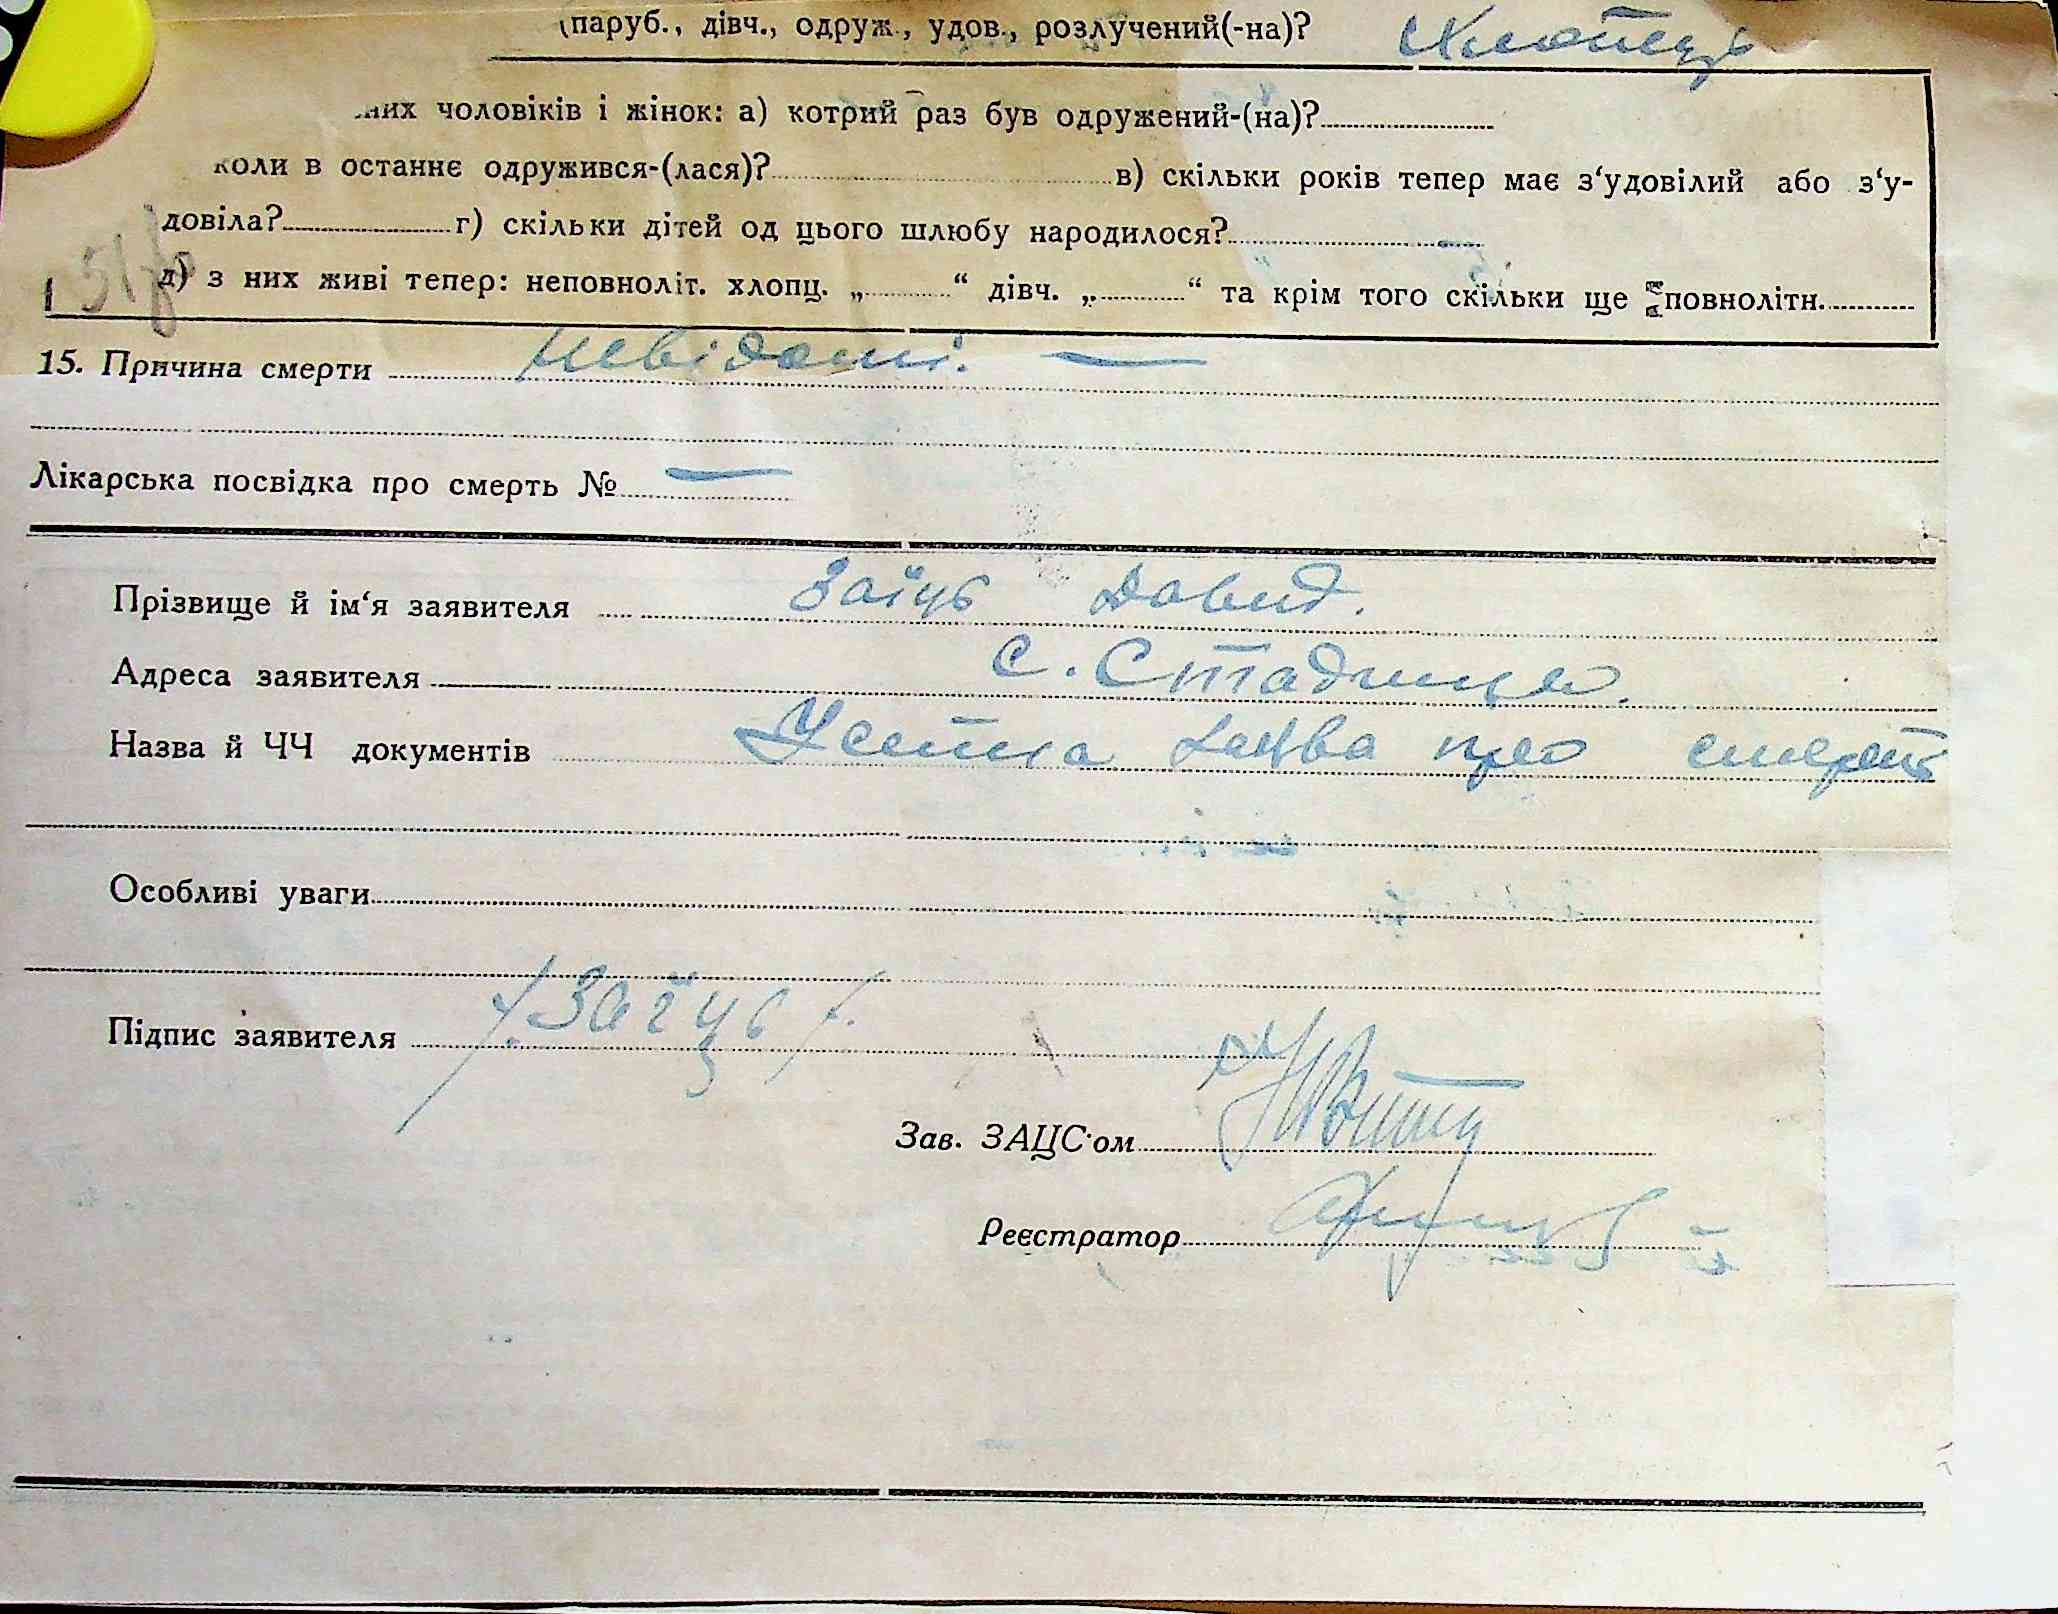 (паруб., дівч., одруж., удов., розлучений(-на)? Хлопець
них чоловіків і жінок: а) котрий раз був одружений-(на)?
коли в останнє одружився-(лася)? в) скільки років тепер має з‘удовілий або з‘у-
довіла? г) скільки дітей од цього шлюбу народилося?
д) з них живі тепер: неповноліт. хлопц. „ “ дівч. „ “ та крім того скільки ще повнолітн.
15. Причина смерти невідомі. —
Лікарська посвідка про смерть № —
Прізвище й ім‘я заявителя Заїць Давид.
Адреса заявителя с. Стадниця.
Назва й ЧЧ документів Устна заява про смерть
Особливі уваги
Підпис заявителя /.Заїць/.
Зав. ЗАЦС'ом
Реєстратор